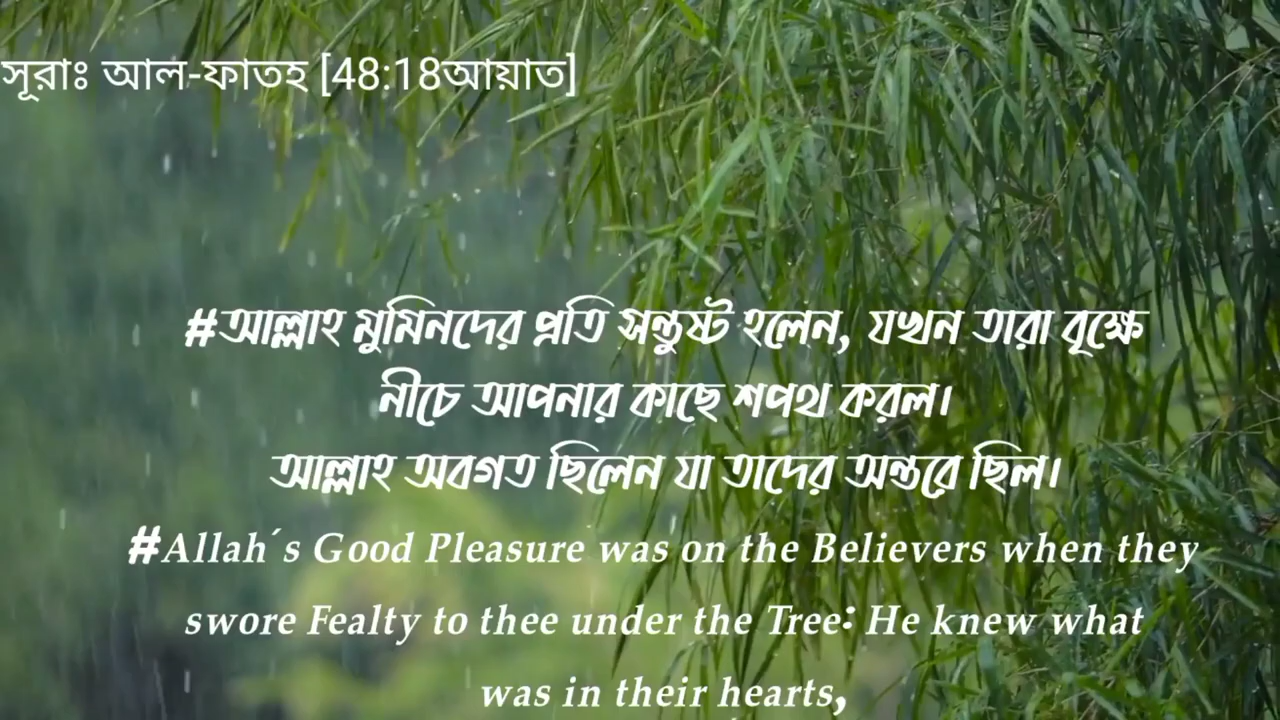 সূরাঃ আল-ফাতহ [48:18আয়াত]
#আল্লাহ মুমিনদের প্রতি সন্তুষ্ট হলেন, যখন তারা বৃক্ষে
নীচে আপনার কাছে শপথ করল।
আল্লাহ অবগত ছিলেন যা তাদের অন্তরে ছিল।
#Allah´s Good Pleasure was on the Believers when they
swore Fealty to thee under the Tree: He knew what
was in their hearts,